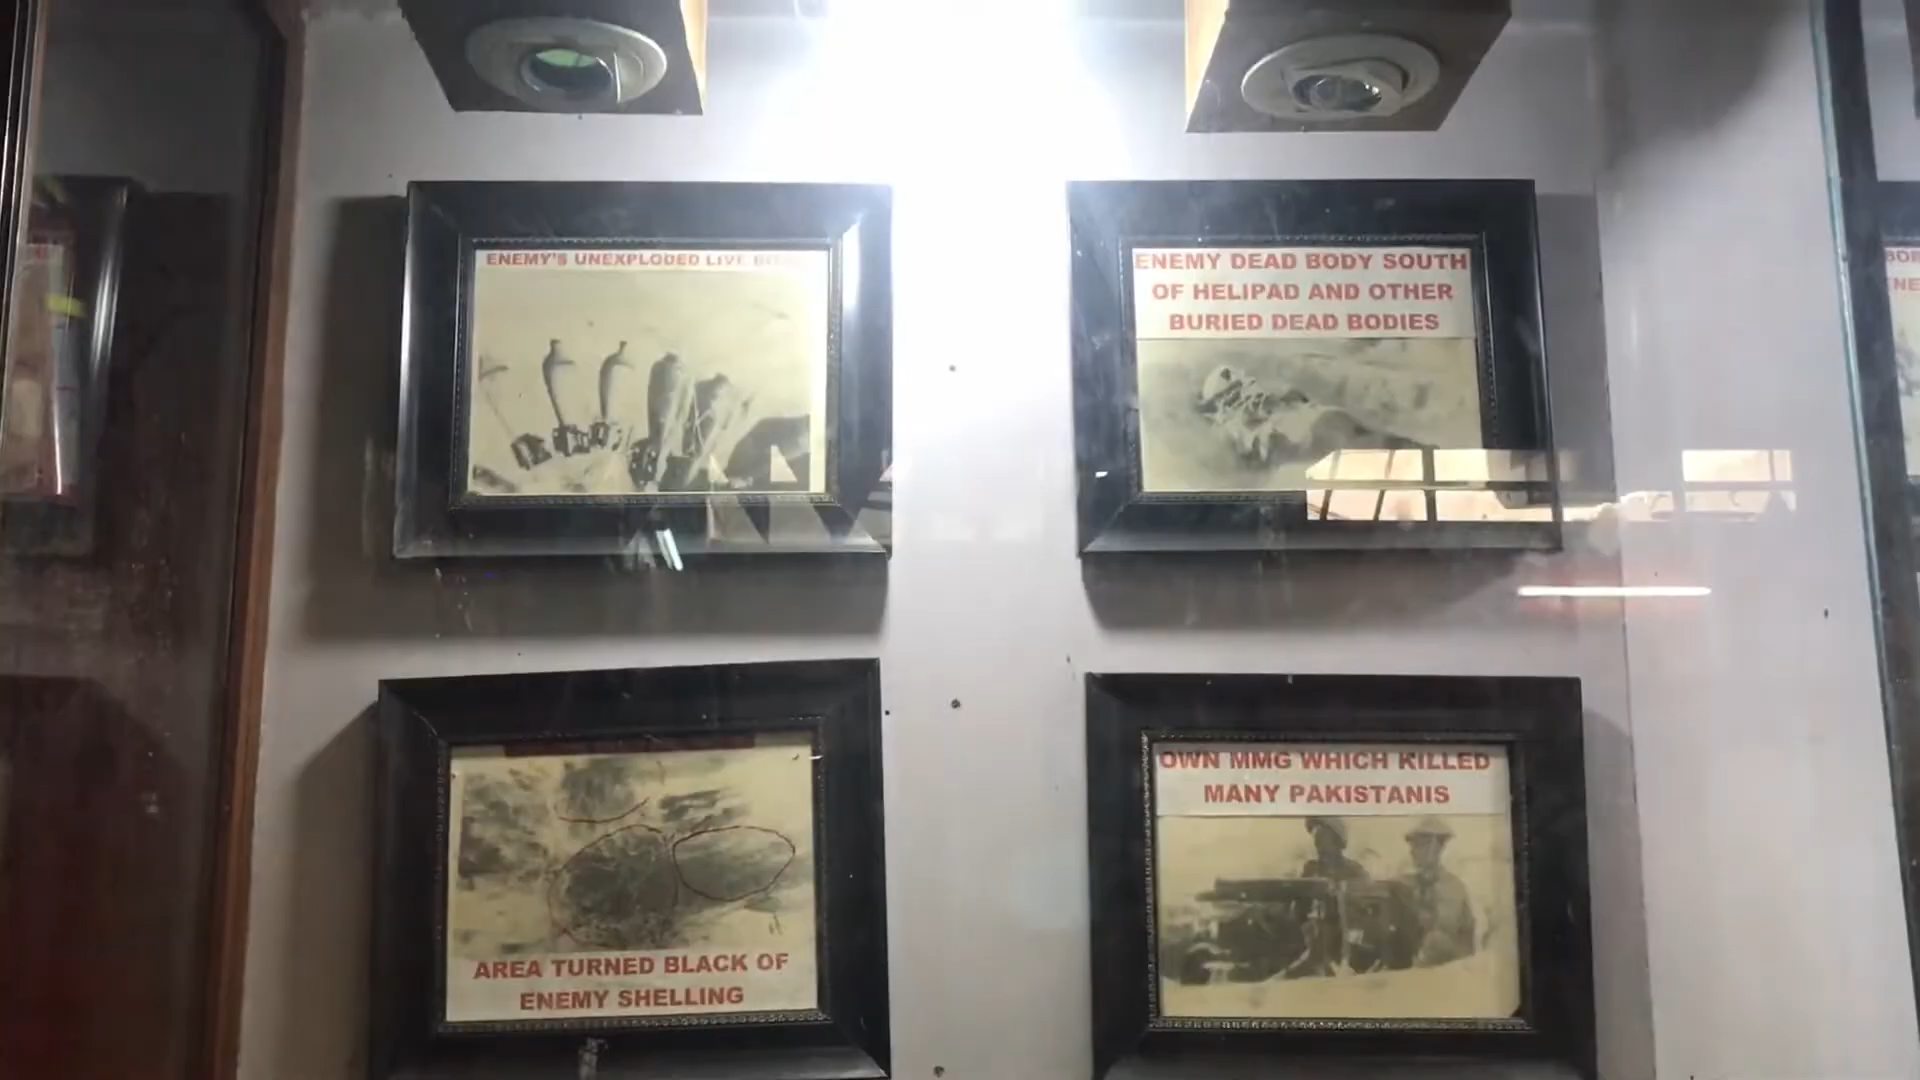 ENEMY'S UNEXPLODED LIVE
ENEMY DEAD BODY SOUTH
OF HELIPAD AND OTHER
BURIED DEAD BODIES
AREA TURNED BLACK OF
ENEMY SHELLING
OWN MMG WHICH KILLED
MANY PAKISTANIS